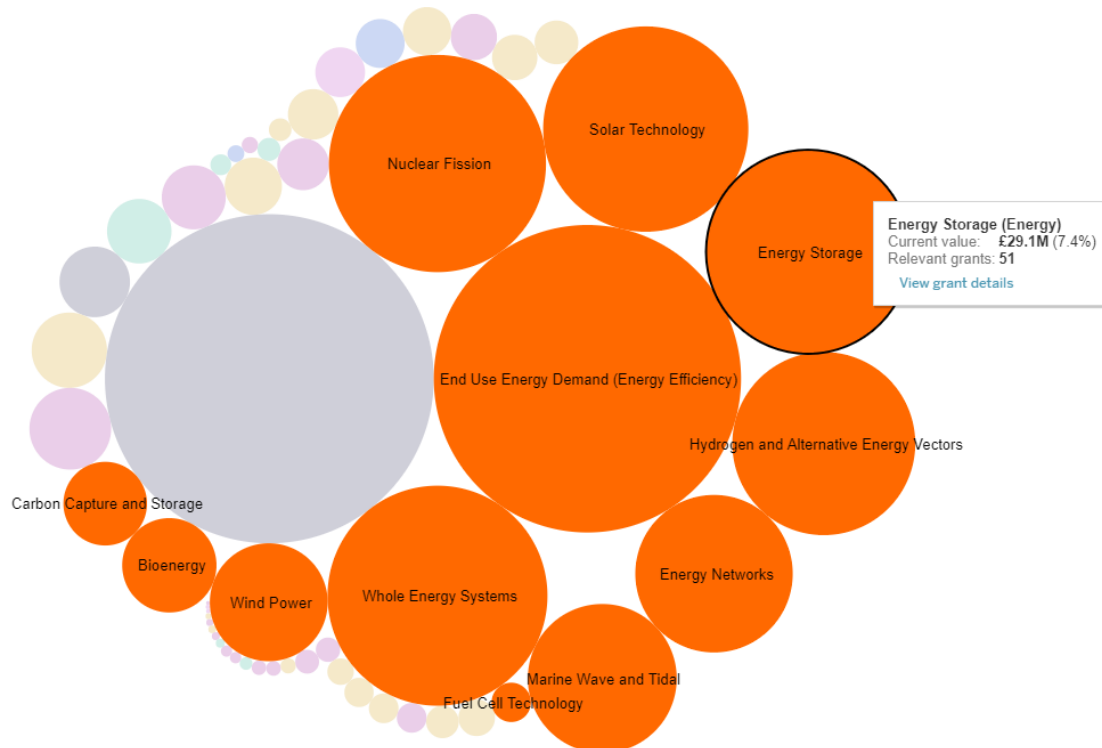 Solar Technology
Nuclear Fission
Energy Storage (Energy)
Current value: £29.1M (7.4%)
Relevant grants: 51
View grant details
Energy Storage
End Use Energy Demand (Energy Efficiency)
Hydrogen and Alternative Energy Vectors
Carbon Capture and Storage
Bioenergy
Energy Networks
Wind Power
Whole Energy Systems
Marine Wave and Tidal
Fuel Cell Technology